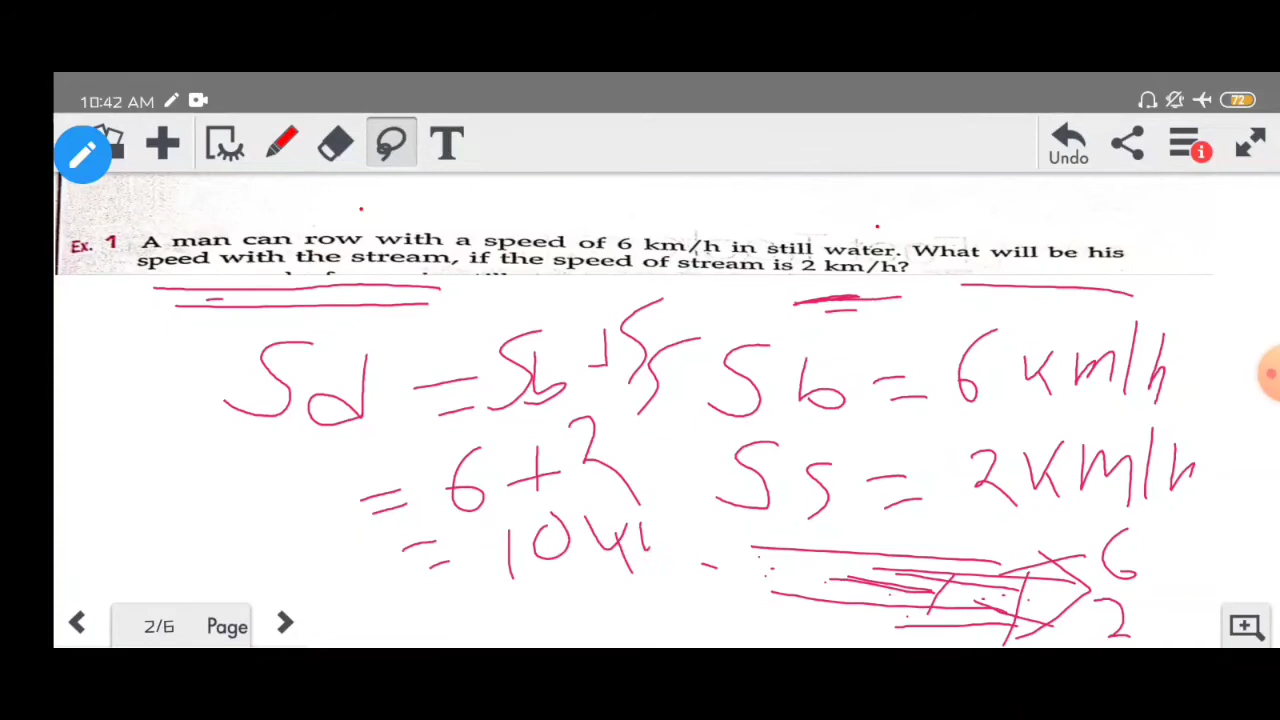 10:42 AM
72
T
Undo
i
Ex. 1 A man can row with a speed of 6 km/h in still water. What will be his
speed with the stream, if the speed of stream is 2 km/h?
Sd = Sb + Ss
Sb = 6 km/h
= 6 + 2
Ss = 2 km/h
= 10
6
2
2/6 Page